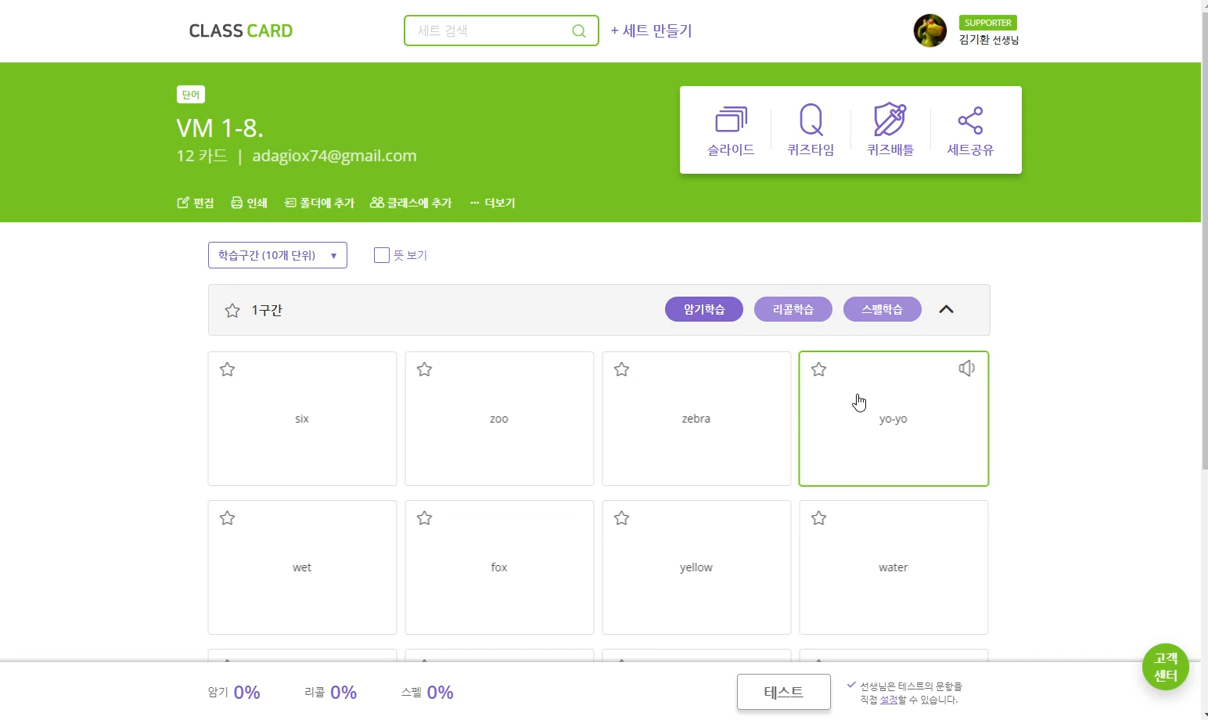 CLASS CARD
세트 검색
+ 세트 만들기
SUPPORTER
김기환 선생님
단어
VM 1-8.
12 카드 | adagiox74@gmail.com
슬라이드
퀴즈타임
퀴즈배틀
세트공유
편집
인쇄
폴더에 추가
클래스에 추가
··· 더보기
학습구간 (10개 단위) ▼
뜻 보기
1구간
암기학습
리콜학습
스펠학습
six
zoo
zebra
yo-yo
wet
fox
yellow
water
암기 0%
리콜 0%
스펠 0%
테스트
선생님은 테스트의 문항을
직접 설정할 수 있습니다.
고객
센터